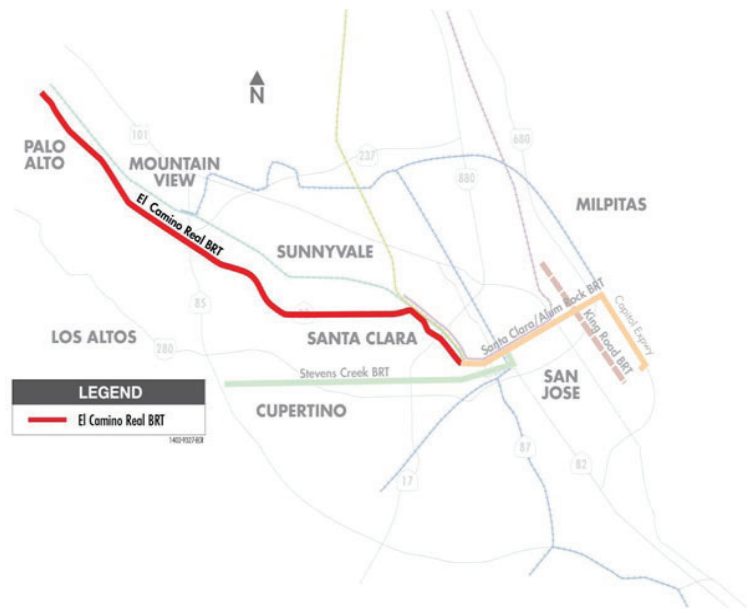 N
101
PALO
ALTO
MOUNTAIN
VIEW
237
680
880
MILPITAS
El Camino Real BRT
SUNNYVALE
85
LOS ALTOS
280
SANTA CLARA
Santa Clara/Alum Rock BRT
Capitol Expwy
King Road BRT
Stevens Creek BRT
SAN
JOSE
CUPERTINO
LEGEND
El Camino Real BRT
87
82
17